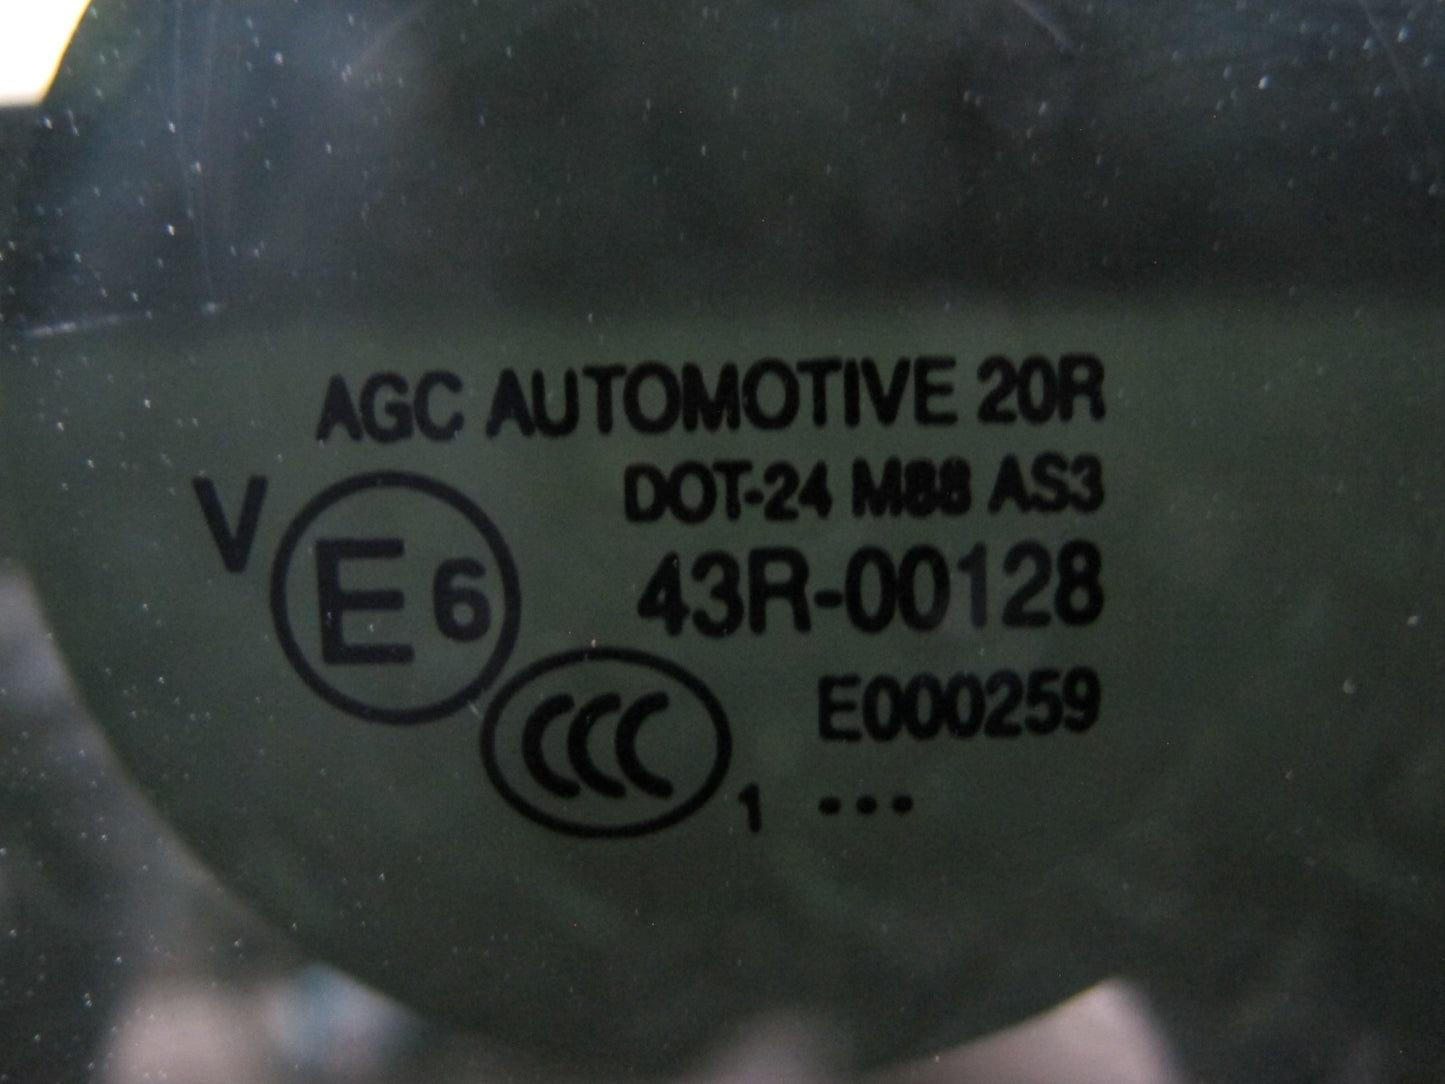 AGC AUTOMOTIVE 20R
DOT-24 M88 AS3
V
E6
43R-00128
CCC
E000259
1 ...